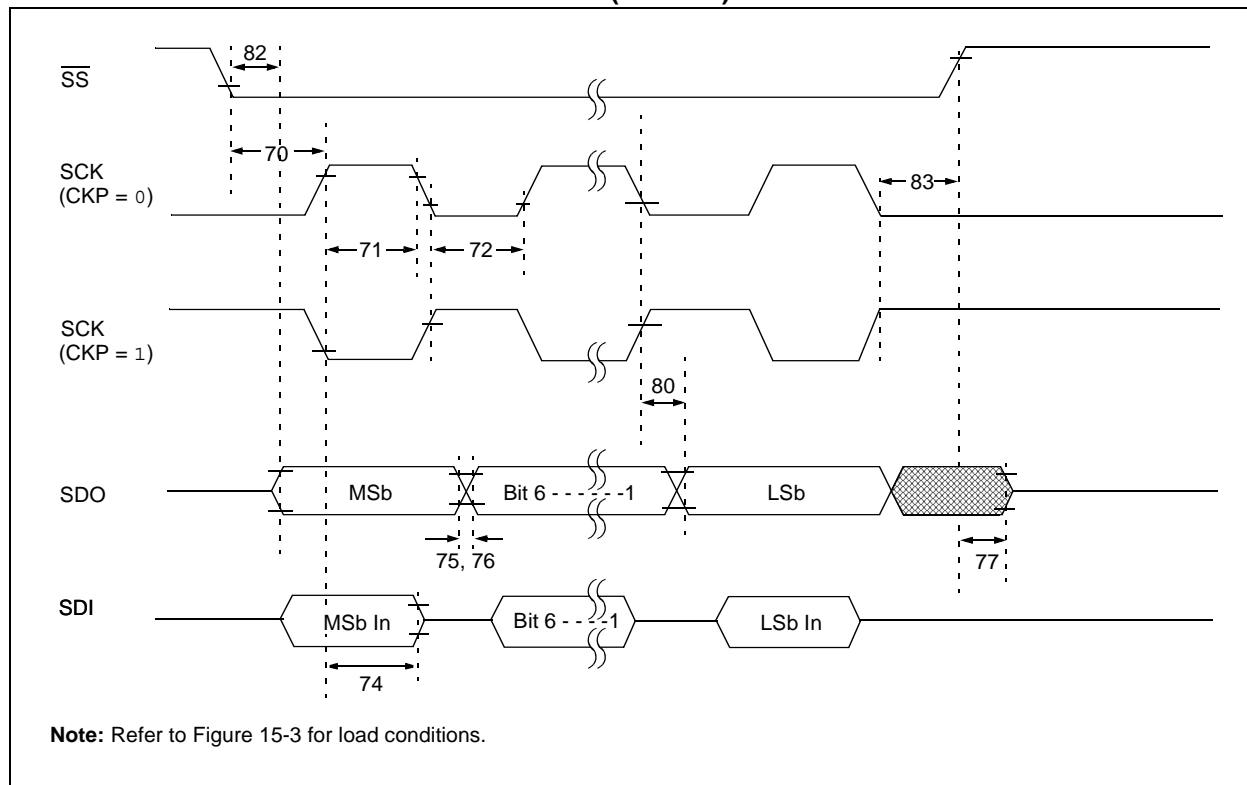 82
SS
70
SCK
(CKP = 0)
83
71
72
SCK
(CKP = 1)
80
SDO
MSb
Bit 6 - - - - - -1
LSb
75, 76
77
SDI
MSb In
Bit 6 - - - -1
LSb In
74
Note: Refer to Figure 15-3 for load conditions.